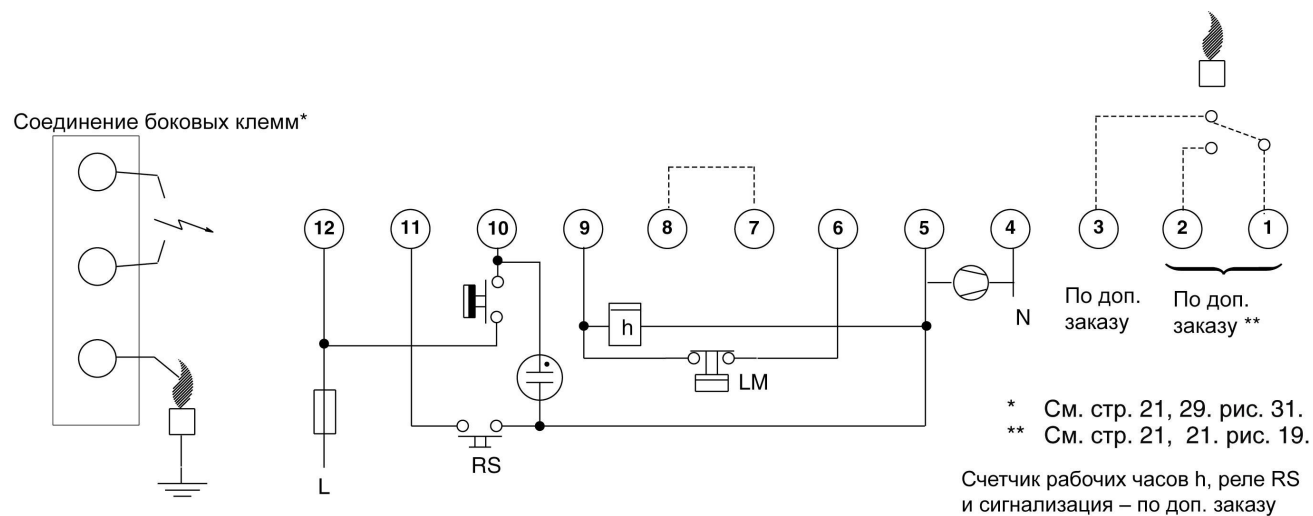 Соединение боковых клемм*
12 11 10 9 8 7 6 5 4 3 2 1
h
LM
RS
L
N
По доп.
заказу
По доп.
заказу **
* См. стр. 21, 29. рис. 31.
** См. стр. 21, 21. рис. 19.
Счетчик рабочих часов h, реле RS
и сигнализация – по доп. заказу